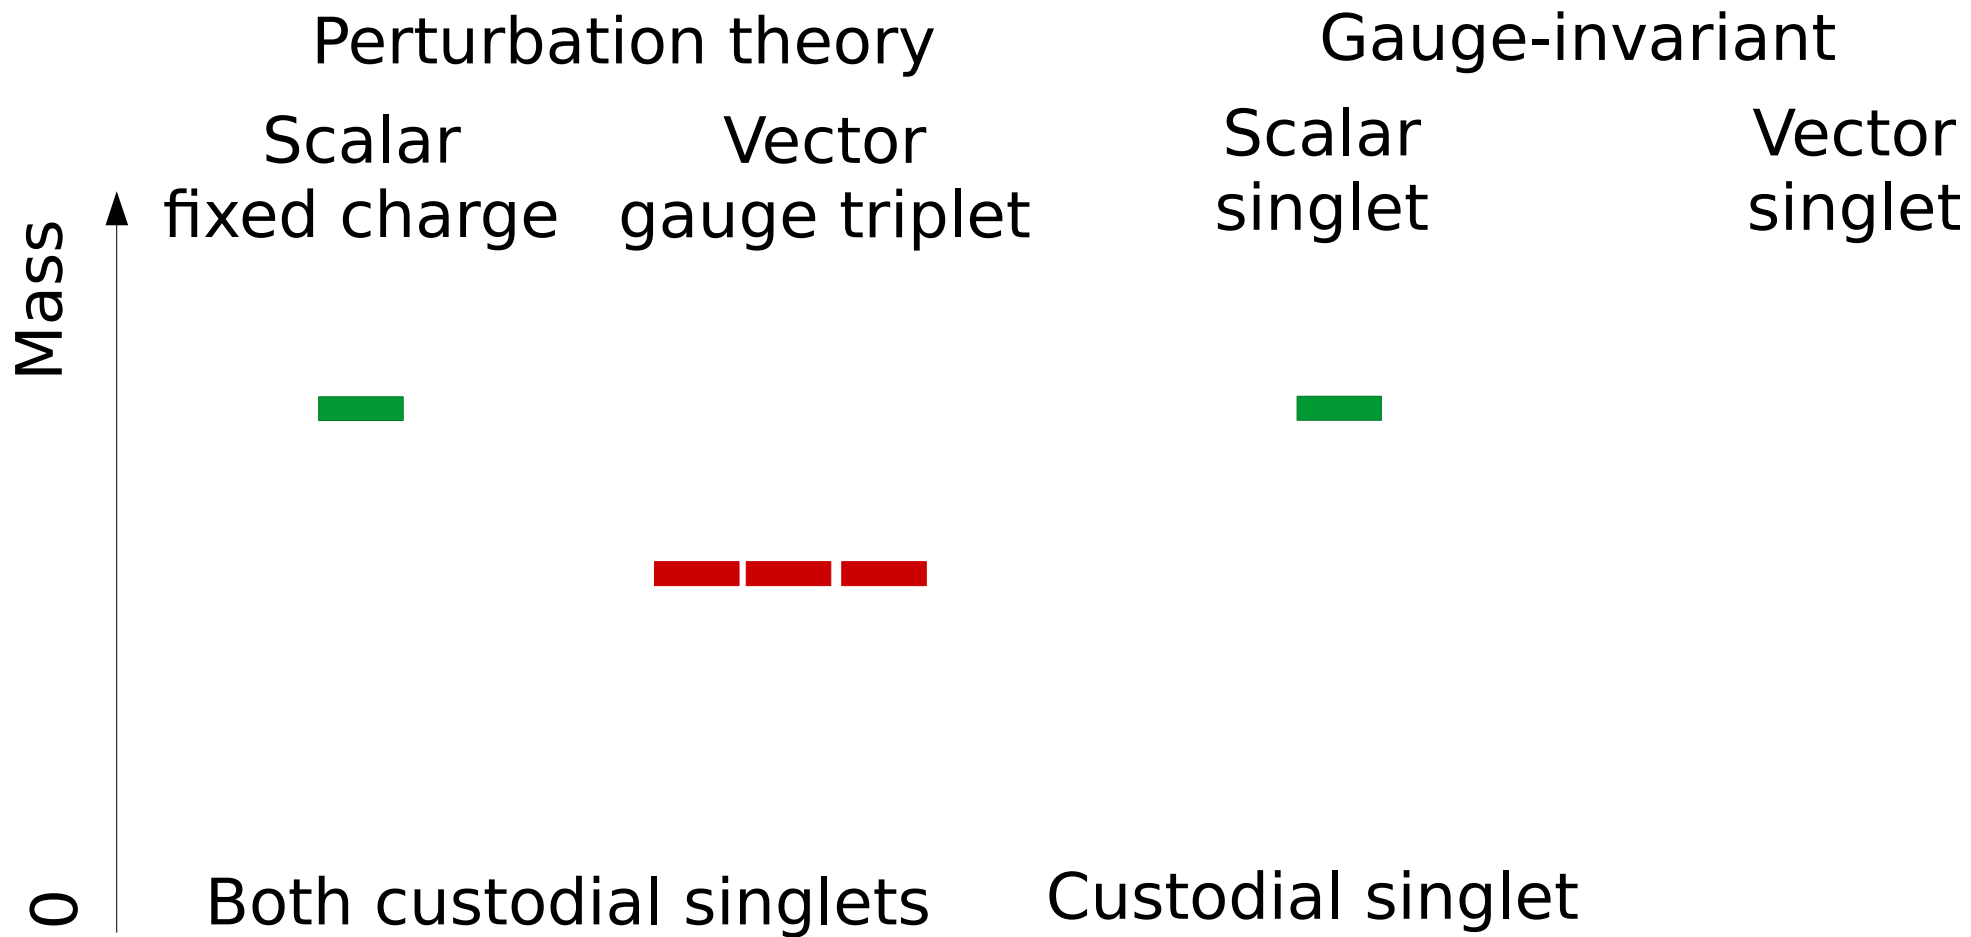 Perturbation theory
Gauge-invariant
Scalar
fixed charge
Vector
gauge triplet
Scalar
singlet
Vector
singlet
Mass
0
Both custodial singlets
Custodial singlet